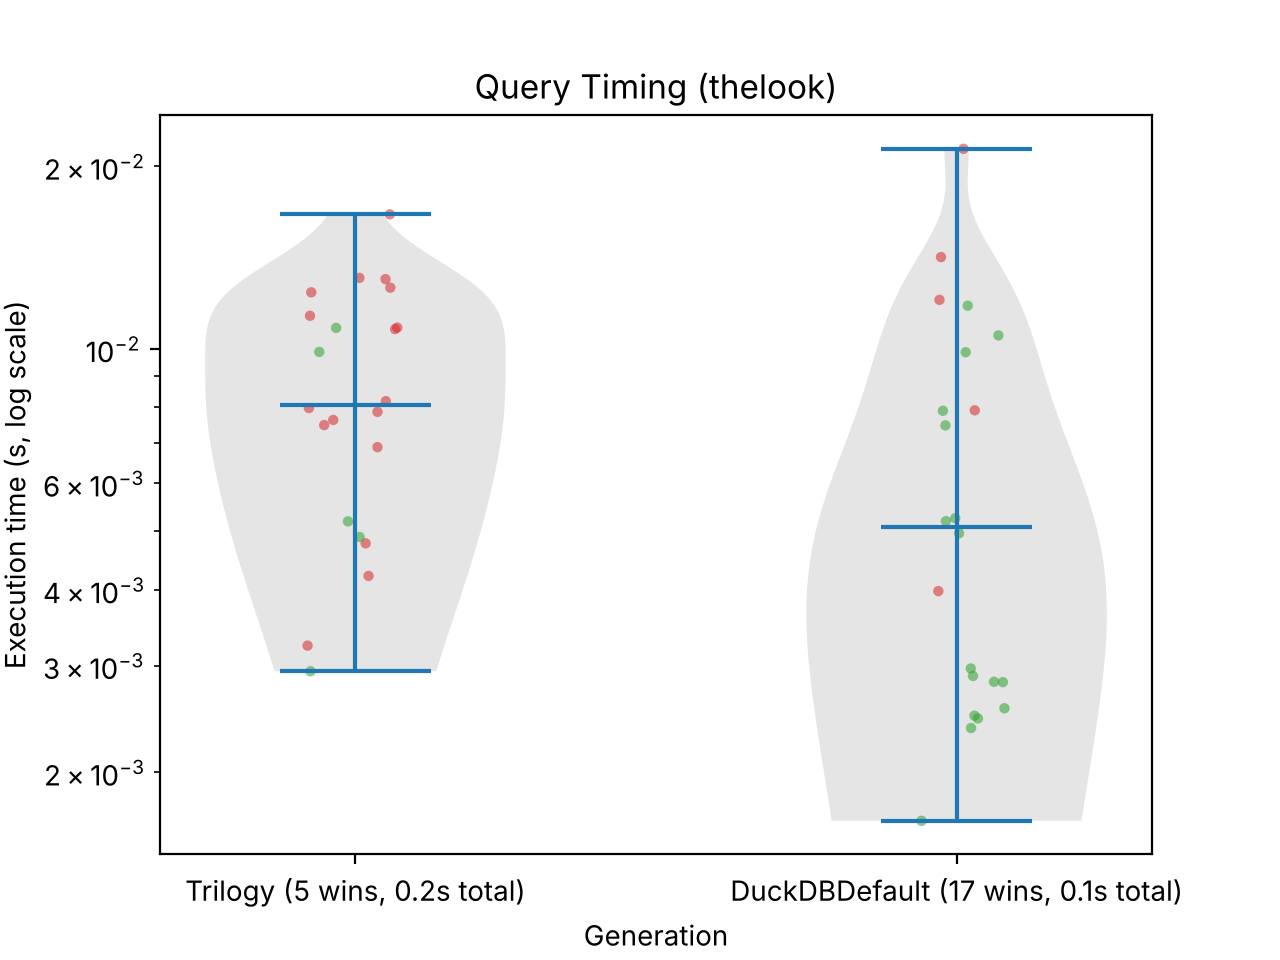 Query Timing (thelook)
Execution time (s, log scale)
2 × 10⁻²
10⁻²
6 × 10⁻³
4 × 10⁻³
3 × 10⁻³
2 × 10⁻³
Trilogy (5 wins, 0.2s total)
DuckDBDefault (17 wins, 0.1s total)
Generation